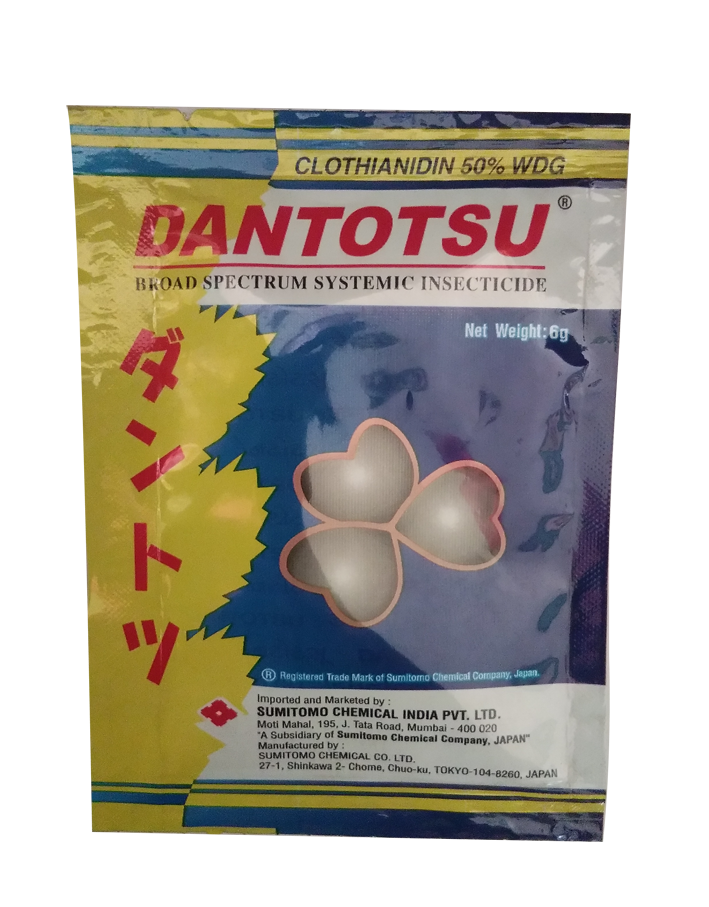 CLOTHIANIDIN 50% WDG
DANTOTSU®
BROAD SPECTRUM SYSTEMIC INSECTICIDE
Net Weight:6g
ダントツ
® Registered Trade Mark of Sumitomo Chemical Company, Japan.
Imported and Marketed by :
SUMITOMO CHEMICAL INDIA PVT. LTD.
Moti Mahal, 195, J. Tata Road, Mumbai - 400 020
"A Subsidiary of Sumitomo Chemical Company, JAPAN"
Manufactured by :
SUMITOMO CHEMICAL CO. LTD.
27-1, Shinkawa 2- Chome, Chuo-ku, TOKYO-104-8260, JAPAN